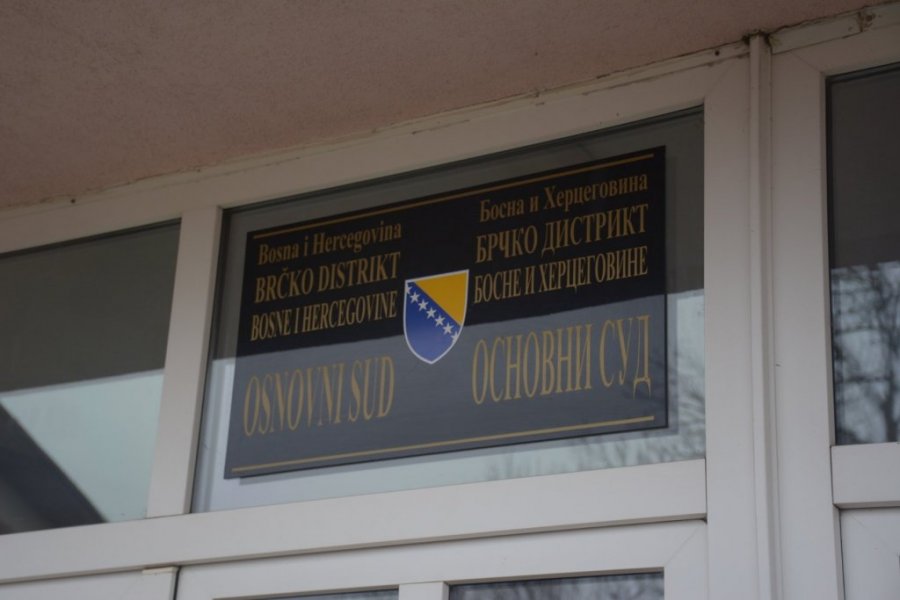 Bosna i Hercegovina
BRČKO DISTRIKT
BOSNE I HERCEGOVINE
OSNOVNI SUD
Босна и Херцеговина
БРЧКО ДИСТРИКТ
БОСНЕ И ХЕРЦЕГОВИНЕ
ОСНОВНИ СУД